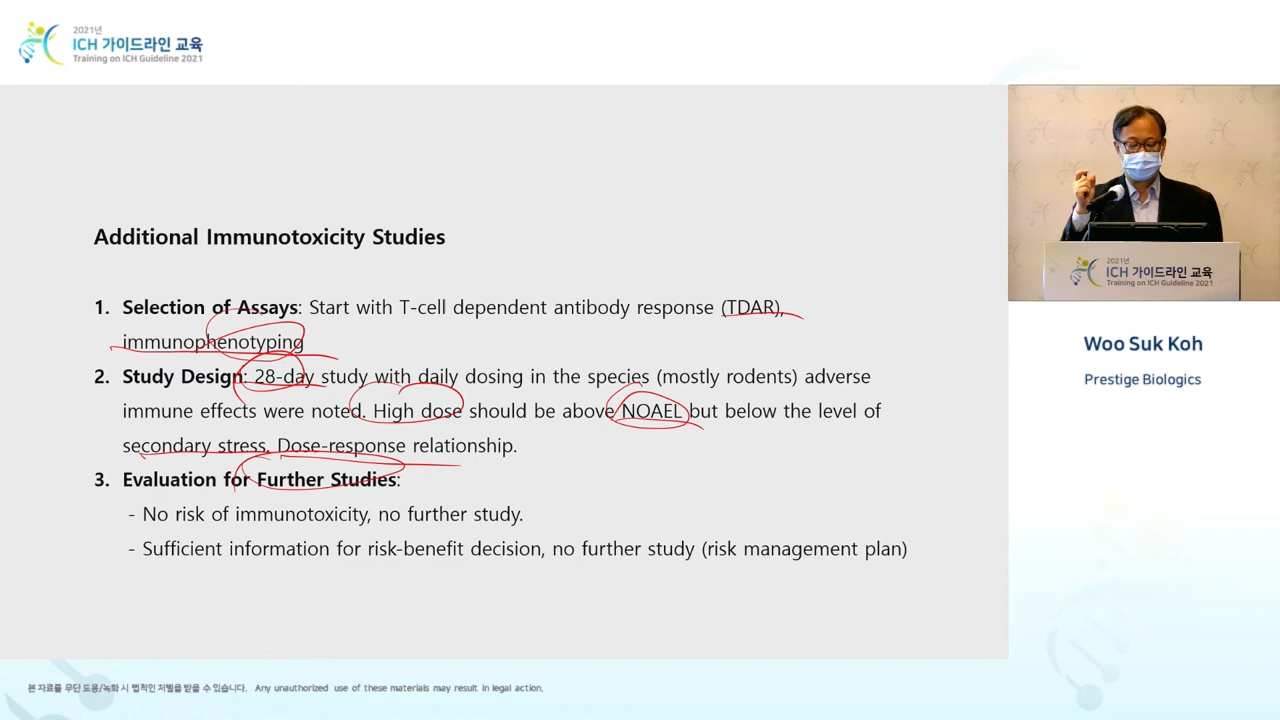 2021년
ICH 가이드라인 교육
Training on ICH Guideline 2021
Additional Immunotoxicity Studies
1. Selection of Assays: Start with T-cell dependent antibody response (TDAR),
immunophenotyping
2. Study Design: 28-day study with daily dosing in the species (mostly rodents) adverse
immune effects were noted. High dose should be above NOAEL but below the level of
secondary stress. Dose-response relationship.
3. Evaluation for Further Studies:
- No risk of immunotoxicity, no further study.
- Sufficient information for risk-benefit decision, no further study (risk management plan)
2021년
ICH 가이드라인 교육
Training on ICH Guideline 2021
Woo Suk Koh
Prestige Biologics
본 자료를 무단 도용/녹화 시 법적인 처벌을 받을 수 있습니다. Any unauthorized use of these materials may result in legal action.